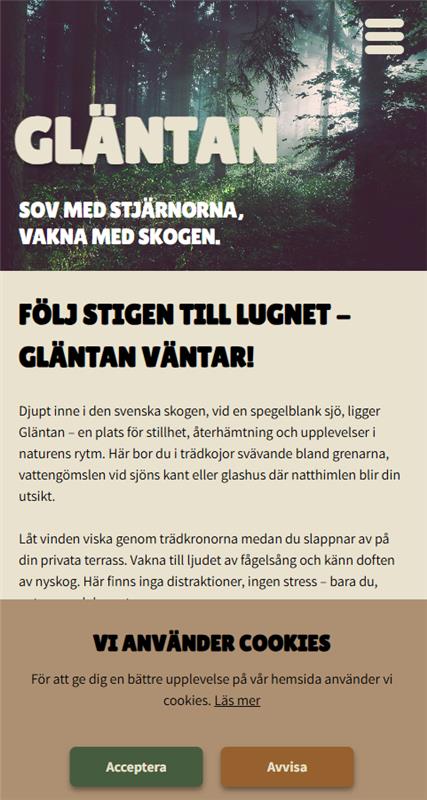 GLÄNTAN
SOV MED STJÄRNORNA,
VAKNA MED SKOGEN.
FÖLJ STIGEN TILL LUGNET –
GLÄNTAN VÄNTAR!
Djupt inne i den svenska skogen, vid en spegelblank sjö, ligger
Gläntan – en plats för stillhet, återhämtning och upplevelser i
naturens rytm. Här bor du i trädkojor svävande bland grenarna,
vattengömslen vid sjöns kant eller glashus där natthimlen blir din
utsikt.
Låt vinden viska genom trädkronorna medan du slappnar av på
din privata terrass. Vakna till ljudet av fågelsång och känn doften
av nyskog. Här finns inga distraktioner, ingen stress – bara du,
VI ANVÄNDER COOKIES
För att ge dig en bättre upplevelse på vår hemsida använder vi
cookies. Läs mer
Acceptera
Avvisa